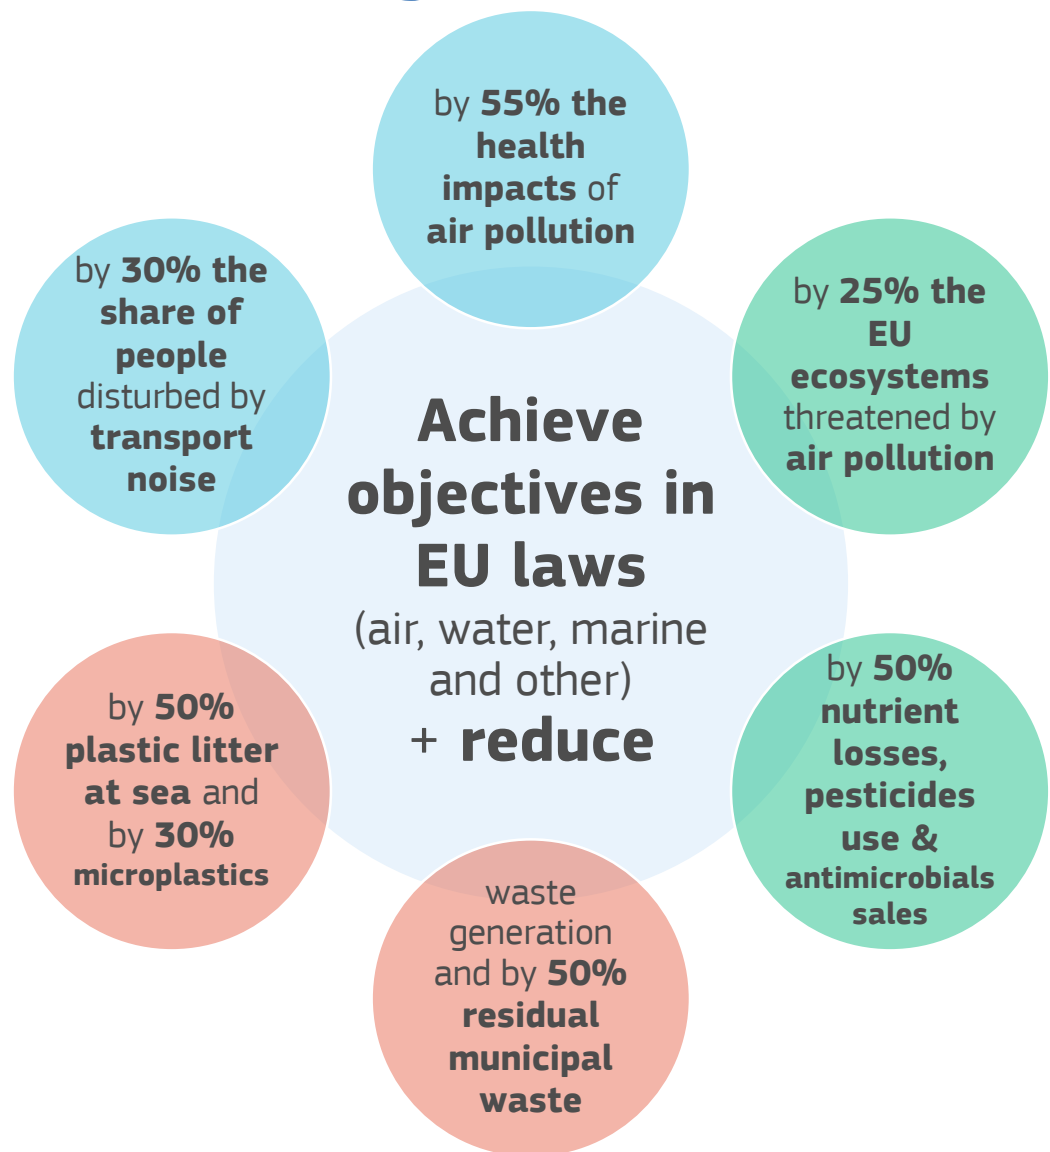 by 55% the
health
impacts of
air pollution
by 30% the
share of
people
disturbed by
transport
noise
by 25% the
EU
ecosystems
threatened by
air pollution
Achieve
objectives in
EU laws
(air, water, marine
and other)
+ reduce
by 50%
plastic litter
at sea and
by 30%
microplastics
by 50%
nutrient
losses,
pesticides
use &
antimicrobials
sales
waste
generation
and by 50%
residual
municipal
waste